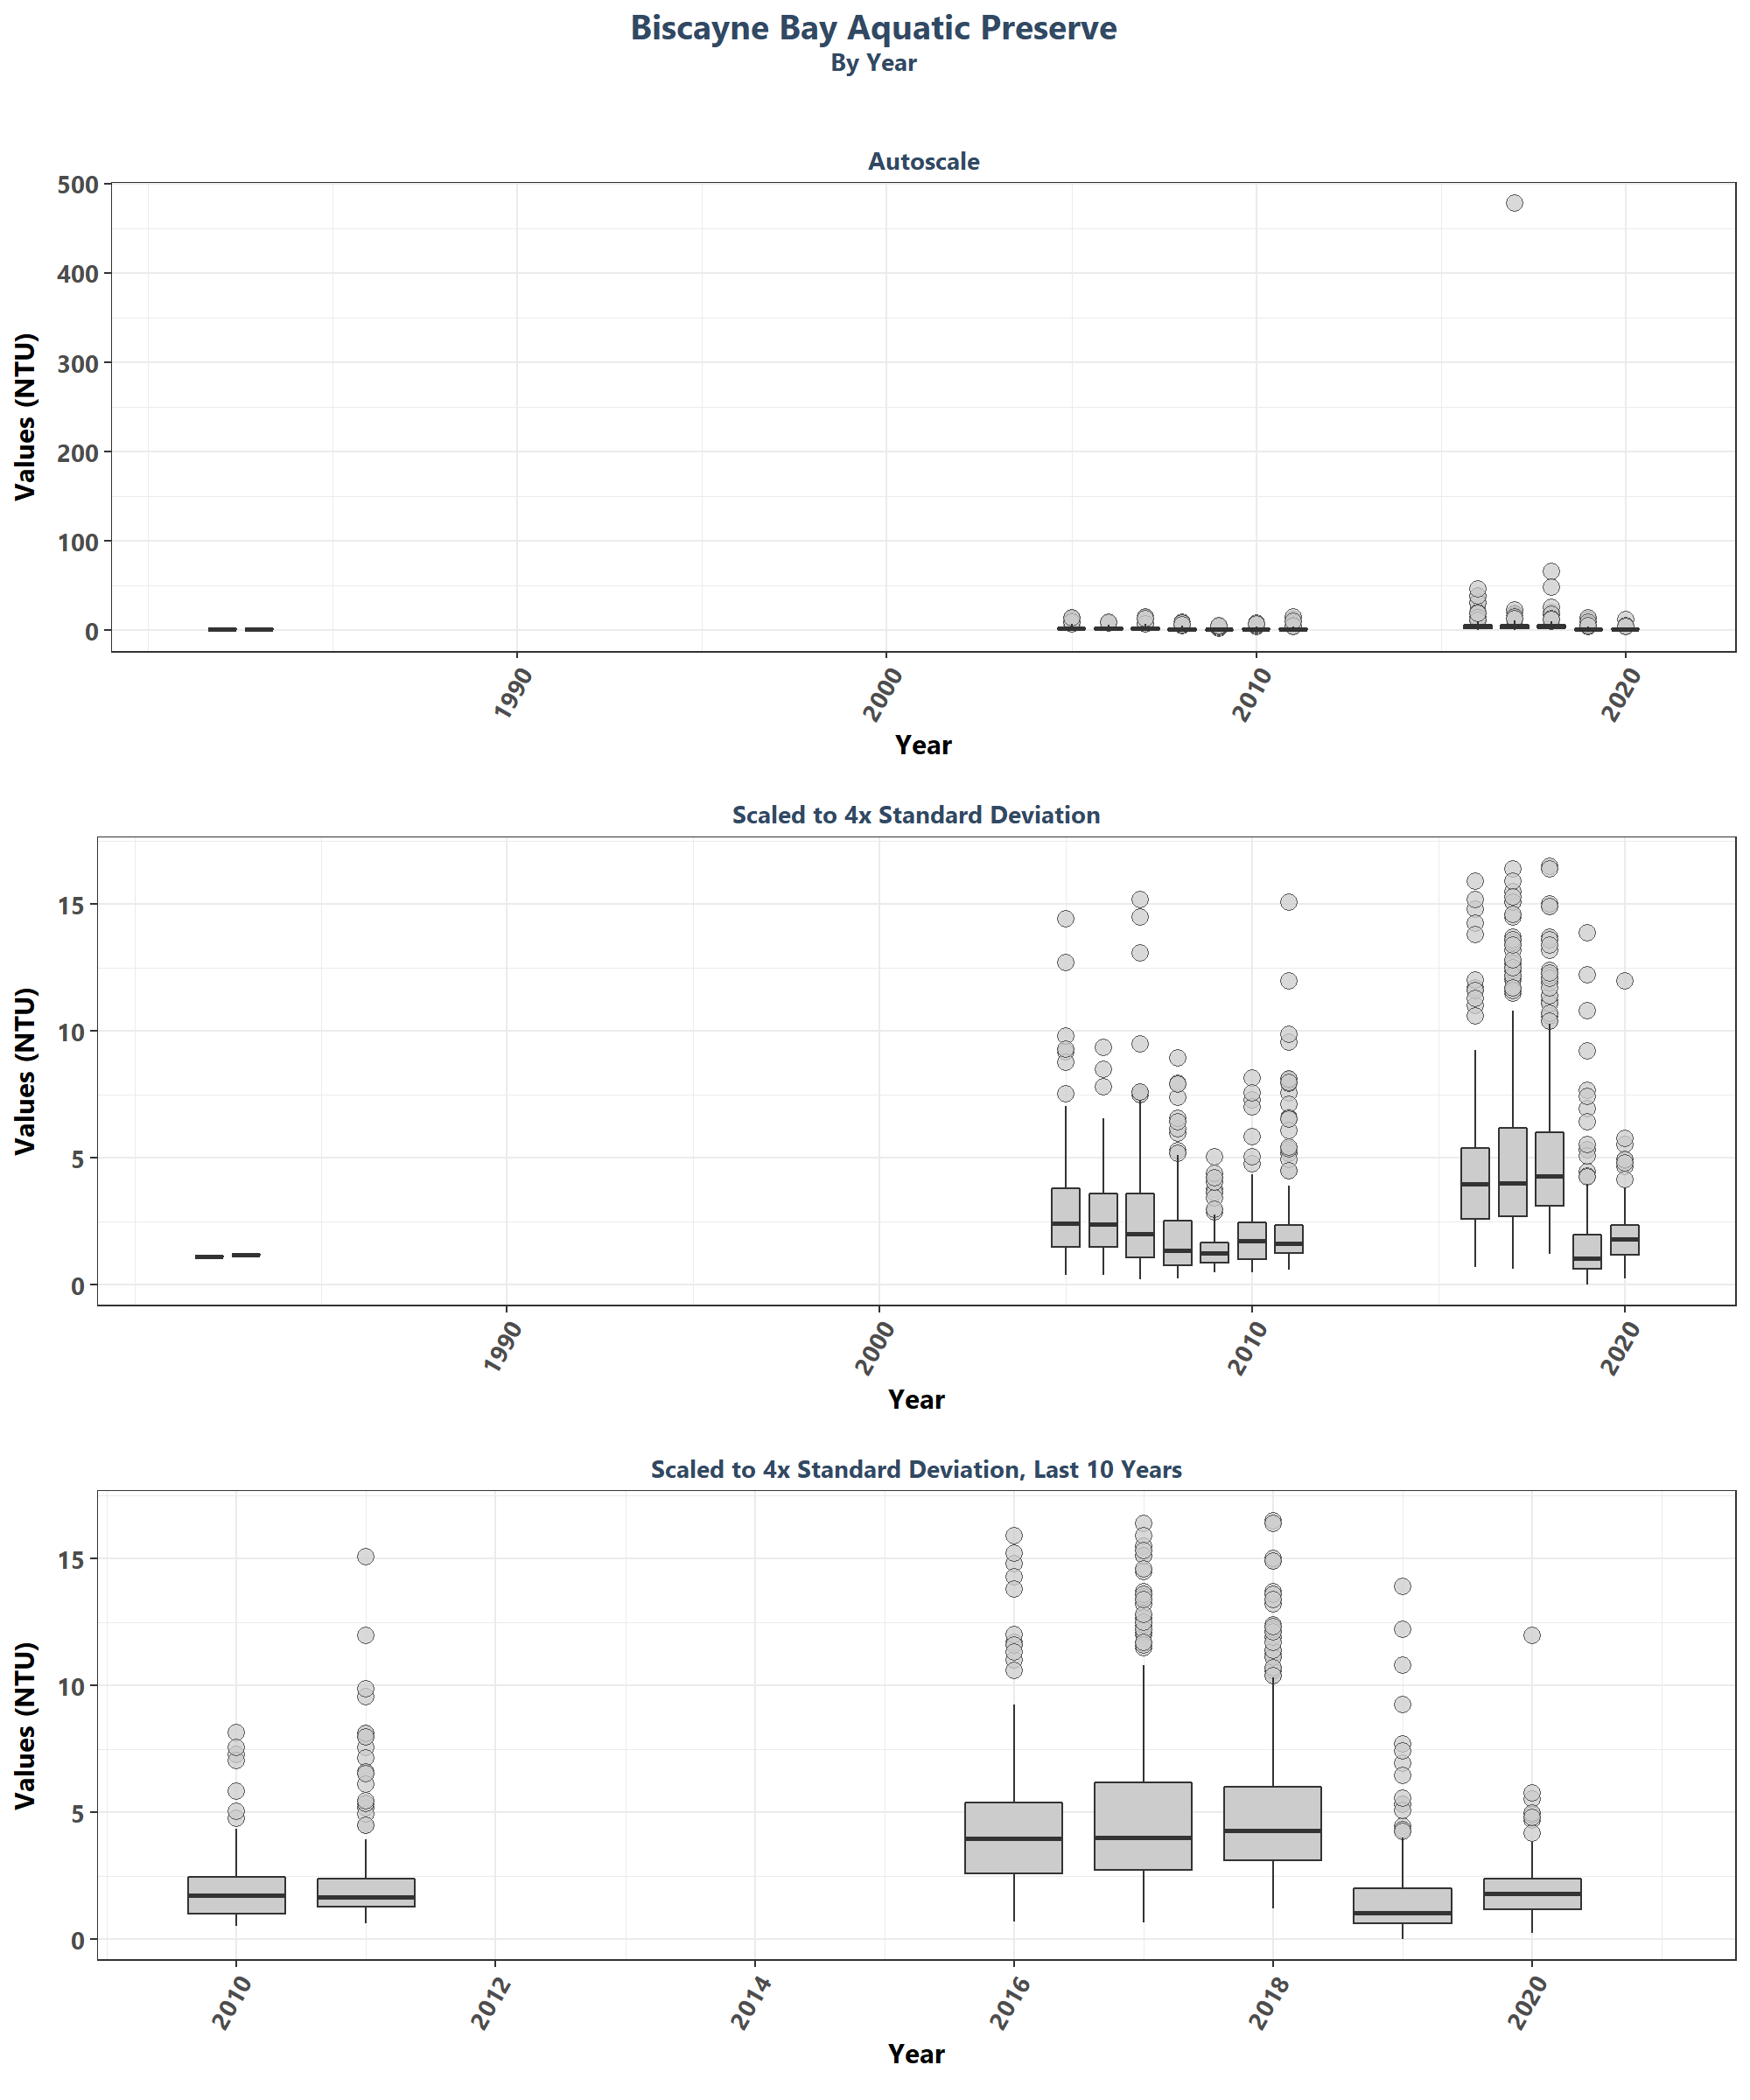 Biscayne Bay Aquatic Preserve
By Year
Autoscale
Values (NTU)
500
400
300
200
100
0
1990
2000
2010
2020
Year
Scaled to 4x Standard Deviation
Values (NTU)
15
10
5
0
1990
2000
2010
2020
Year
Scaled to 4x Standard Deviation, Last 10 Years
Values (NTU)
15
10
5
0
2010
2012
2014
2016
2018
2020
Year